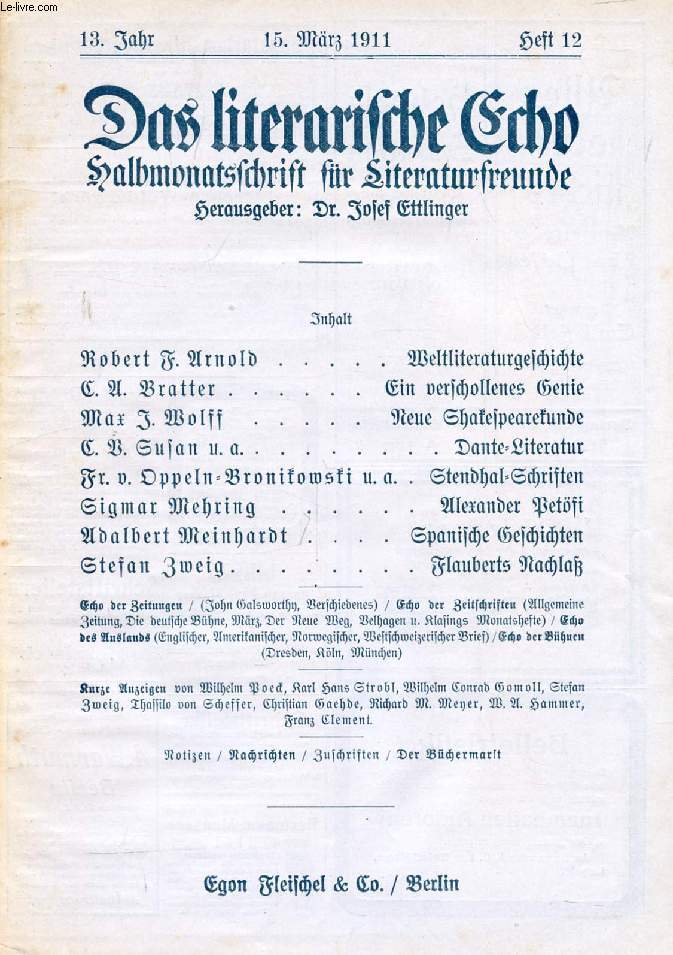 Le-livre.com
13. Jahr 15. März 1911 Heft 12
Das literarische Echo
Halbmonatsschrift für Literaturfreunde
Herausgeber: Dr. Josef Ettlinger
Inhalt
Robert F. Arnold . . . . . Weltliteraturgeschichte
C. A. Bratter . . . . . . Ein verschollenes Genie
Max J. Wolff . . . . . Neue Shakespearekunde
C. V. Susan u. a. . . . . . . . . Dante-Literatur
Fr. v. Oppeln-Bronikowski u. a. . Stendhal-Schriften
Sigmar Mehring . . . . . . Alexander Petöfi
Adalbert Meinhardt . . . . Spanische Geschichten
Stefan Zweig . . . . . . . . Flauberts Nachlaß
Echo der Zeitungen / (John Galsworthy, Verschiedenes) / Echo der Zeitschriften (Allgemeine
Zeitung, Die deutsche Bühne, März, Der Neue Weg, Velhagen u. Klasings Monatshefte) / Echo
des Auslands (Englischer, Amerikanischer, Norwegischer, Westschweizerischer Brief) / Echo der Bühnen
(Dresden, Köln, München)
Kurze Anzeigen von Wilhelm Poeck, Karl Hans Strobl, Wilhelm Conrad Gomoll, Stefan
Zweig, Thassilo von Scheffer, Christian Gaehde, Richard M. Meyer, W. A. Hammer,
Franz Clement.
Notizen / Nachrichten / Zuschriften / Der Büchermarkt
Egon Fleischel & Co. / Berlin